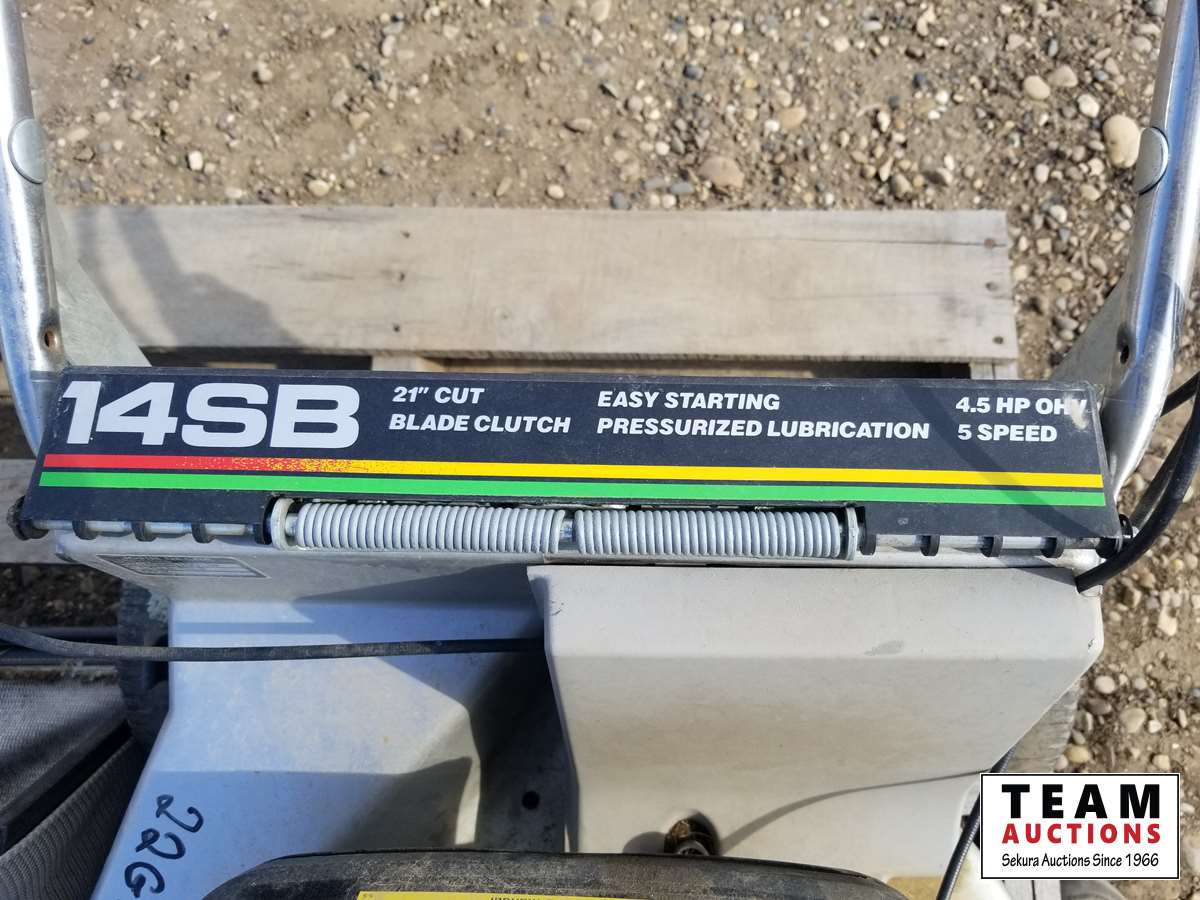 14SB
21" CUT
BLADE CLUTCH
EASY STARTING
PRESSURIZED LUBRICATION
4.5 HP OHV
5 SPEED
22G
TEAM
AUCTIONS
Sekura Auctions Since 1966